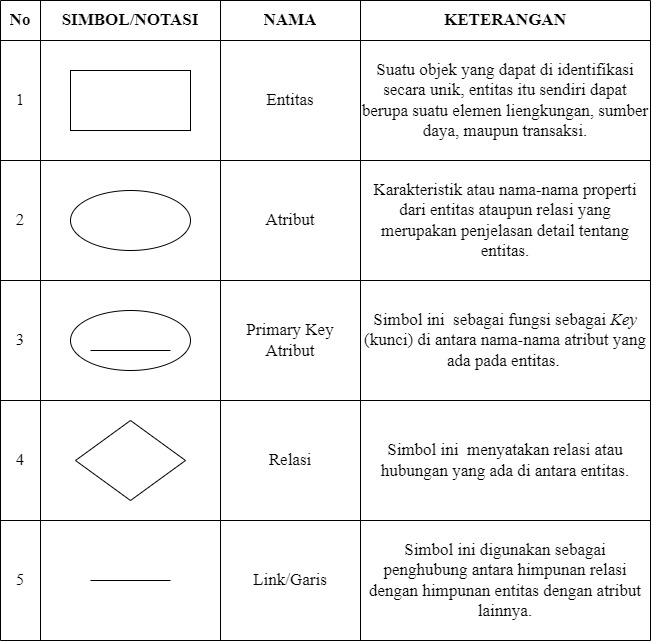 No SIMBOL/NOTASI NAMA KETERANGAN
1
Entitas
Suatu objek yang dapat di identifikasi
secara unik, entitas itu sendiri dapat
berupa suatu elemen liengkungan, sumber
daya, maupun transaksi.
2
Atribut
Karakteristik atau nama-nama properti
dari entitas ataupun relasi yang
merupakan penjelasan detail tentang
entitas.
3
Primary Key
Atribut
Simbol ini sebagai fungsi sebagai Key
(kunci) di antara nama-nama atribut yang
ada pada entitas.
4
Relasi
Simbol ini menyatakan relasi atau
hubungan yang ada di antara entitas.
5
Link/Garis
Simbol ini digunakan sebagai
penghubung antara himpunan relasi
dengan himpunan entitas dengan atribut
lainnya.